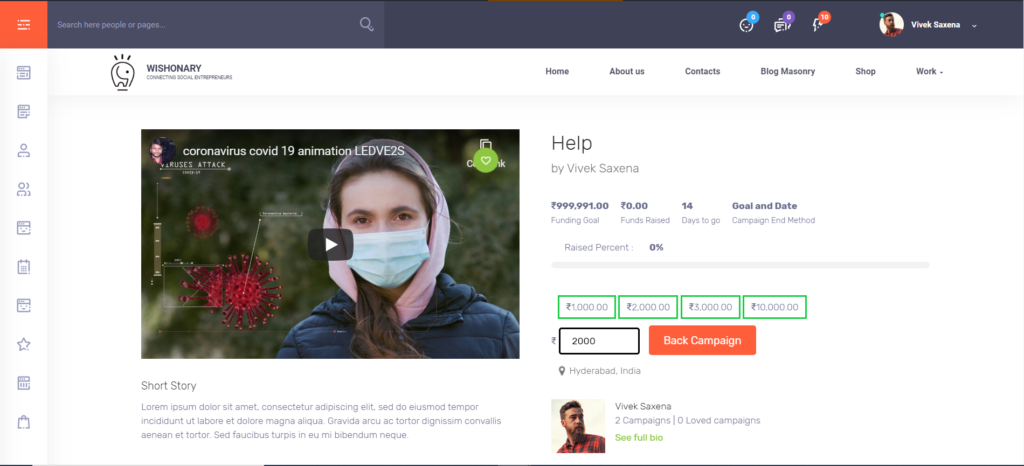 Search here people or pages...
0
0
10
Vivek Saxena
WISHONARY
CONNECTING SOCIAL ENTREPRENEURS
Home
About us
Contacts
Blog Masonry
Shop
Work
coronavirus covid 19 animation LEDVE2S
VIRUSES ATTACK
Help
by Vivek Saxena
₹999,991.00 ₹0.00 14 Goal and Date
Funding Goal Funds Raised Days to go Campaign End Method
Raised Percent : 0%
₹1,000.00 ₹2,000.00 ₹3,000.00 ₹10,000.00
₹ 2000 Back Campaign
Hyderabad, India
Vivek Saxena
2 Campaigns | 0 Loved campaigns
See full bio
Short Story
Lorem ipsum dolor sit amet, consectetur adipiscing elit, sed do eiusmod tempor
incididunt ut labore et dolore magna aliqua. Gravida arcu ac tortor dignissim convallis
aenean et tortor. Sed faucibus turpis in eu mi bibendum neque.